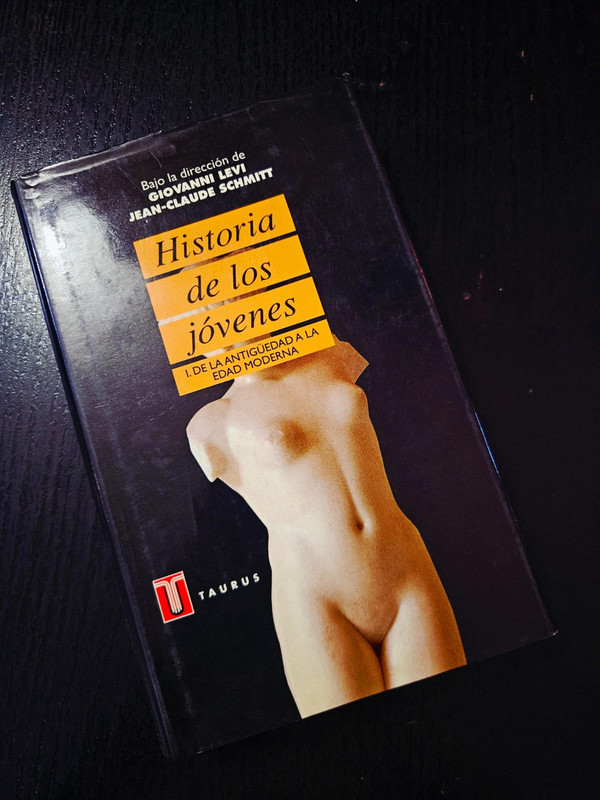 Bajo la dirección de
GIOVANNI LEVI
JEAN-CLAUDE SCHMITT
Historia
de los
jóvenes
I. DE LA ANTIGÜEDAD A LA
EDAD MODERNA
TAURUS